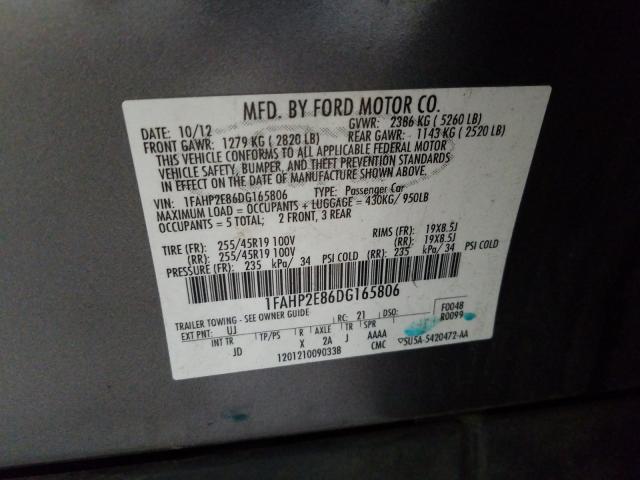 MFD. BY FORD MOTOR CO.
DATE: 10/12 GVWR: 2386 KG ( 5260 LB)
FRONT GAWR: 1279 KG ( 2820 LB) REAR GAWR: 1143 KG ( 2520 LB)
THIS VEHICLE CONFORMS TO ALL APPLICABLE FEDERAL MOTOR
VEHICLE SAFETY, BUMPER, AND THEFT PREVENTION STANDARDS
IN EFFECT ON THE DATE OF MANUFACTURE SHOWN ABOVE.
VIN: 1FAHP2E86DG165806 TYPE: Passenger Car
MAXIMUM LOAD = OCCUPANTS + LUGGAGE = 430KG/ 950LB
OCCUPANTS = 5 TOTAL; 2 FRONT, 3 REAR
TIRE (FR): 255/45R19 100V RIMS (FR): 19X8.5J
(RR): 255/45R19 100V (RR): 19X8.5J
PRESSURE (FR): 235 kPa/ 34 PSI COLD (RR): 235 kPa/ 34 PSI COLD
1FAHP2E86DG165806
TRAILER TOWING - SEE OWNER GUIDE F0048
EXT PNT: UJ RC: 21 DSO: R0099
INT TR TP/PS R AXLE TR SPR
JD X 2A J AAAA
1201210090338 CMC 5U5A-5420472-AA